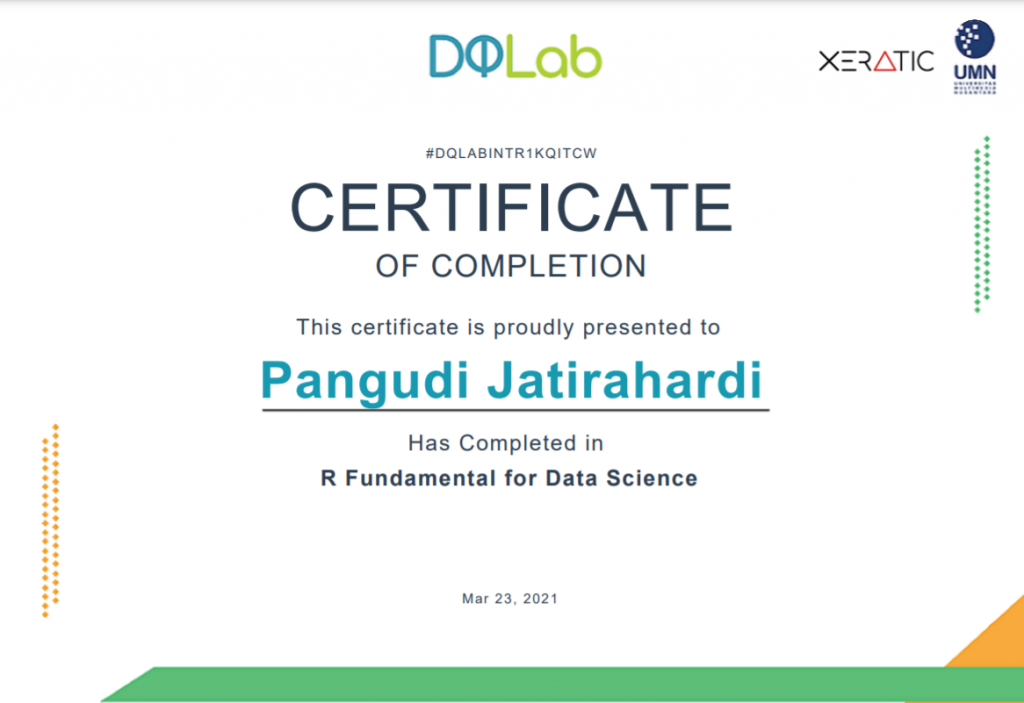 DQLab
XERATIC
UMN
UNIVERSITAS
MULTIMEDIA
NUSANTARA
#DQLABINTR1KQITCW
CERTIFICATE
OF COMPLETION
This certificate is proudly presented to
Pangudi Jatirahardi
Has Completed in
R Fundamental for Data Science
Mar 23, 2021